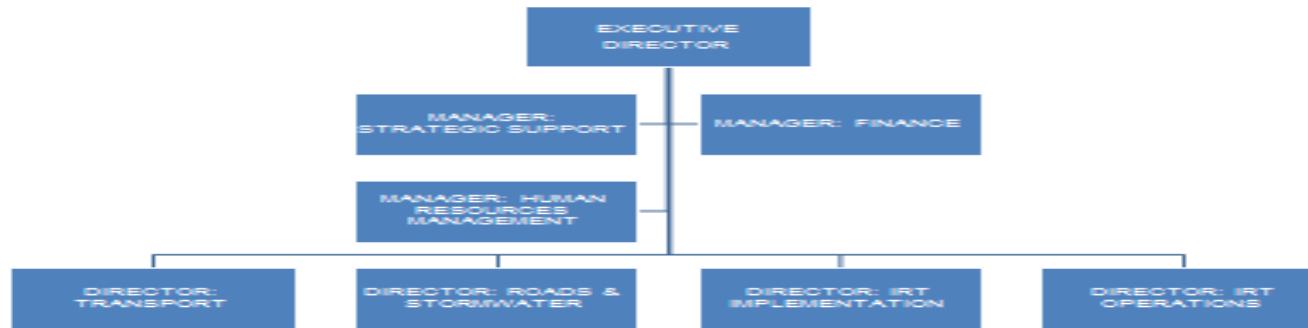 EXECUTIVE
DIRECTOR
MANAGER:
STRATEGIC SUPPORT
MANAGER: FINANCE
MANAGER: HUMAN
RESOURCES
MANAGEMENT
DIRECTOR:
TRANSPORT
DIRECTOR: ROADS &
STORMWATER
DIRECTOR: IRT
IMPLEMENTATION
DIRECTOR: IRT
OPERATIONS